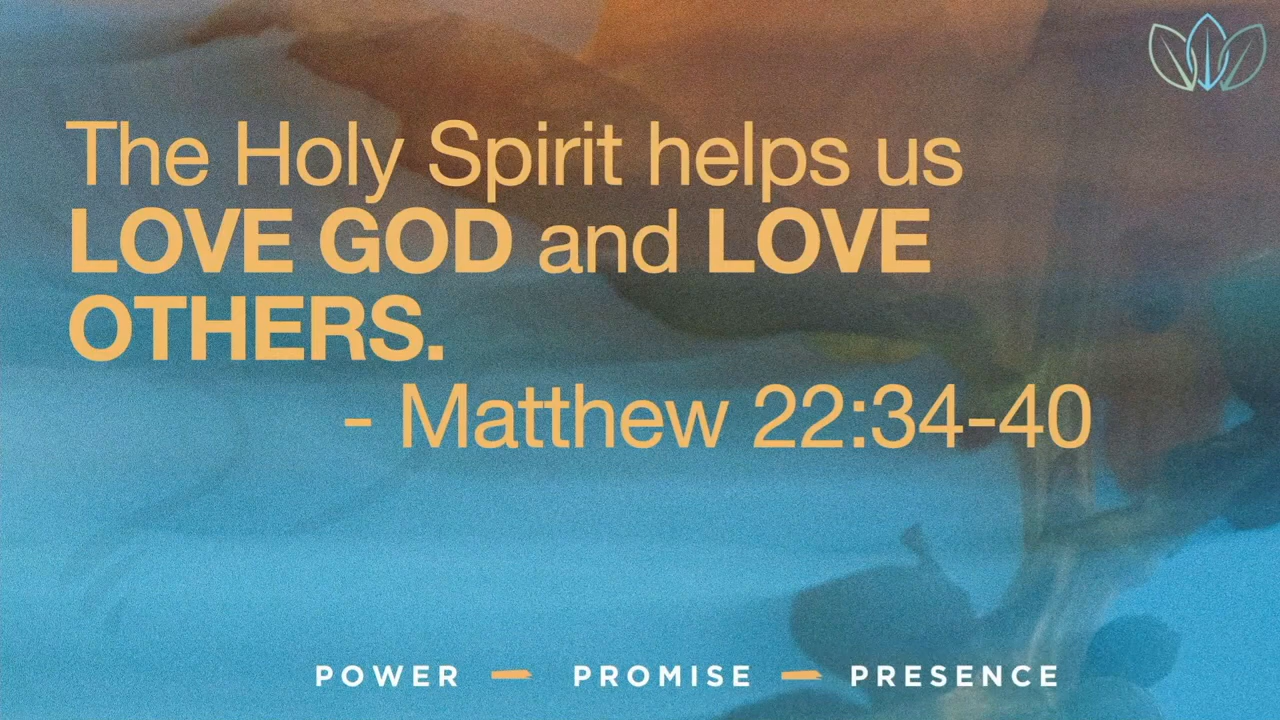 The Holy Spirit helps us
LOVE GOD and LOVE
OTHERS.
- Matthew 22:34-40
POWER — PROMISE — PRESENCE